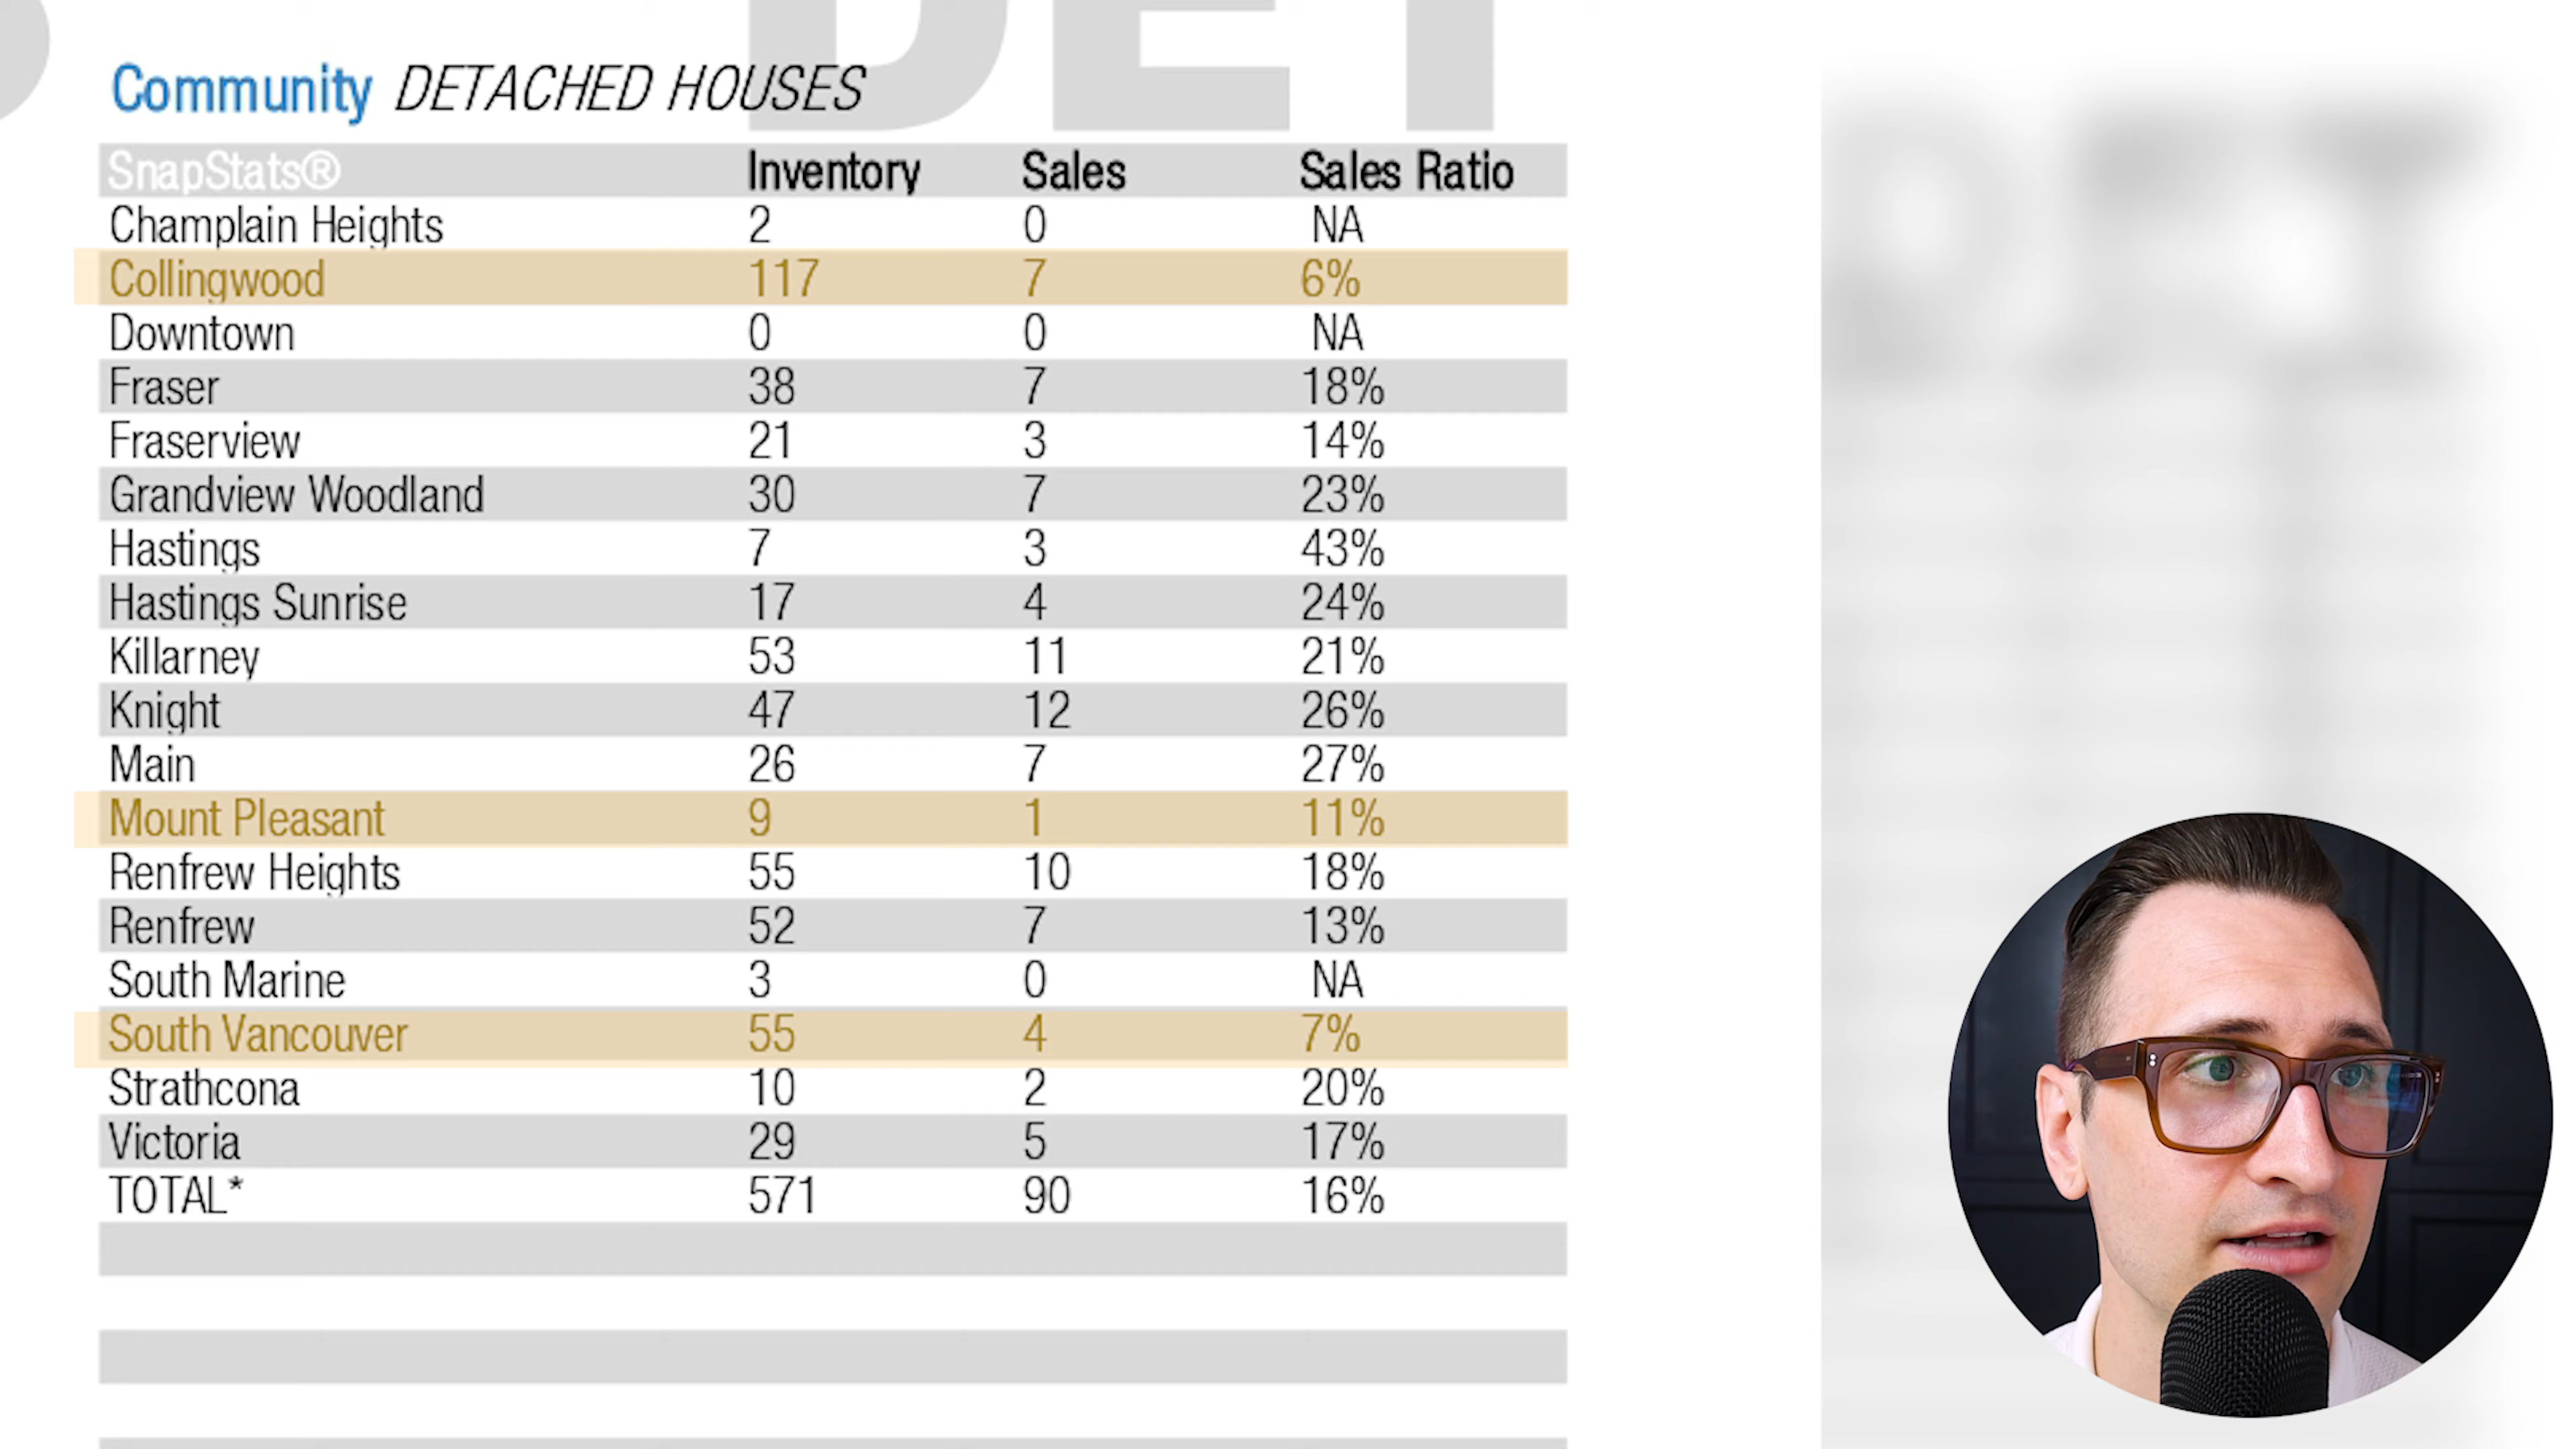 DET
Community DETACHED HOUSES
SnapStats® Inventory Sales Sales Ratio
Champlain Heights 2 0 NA
Collingwood 117 7 6%
Downtown 0 0 NA
Fraser 38 7 18%
Fraserview 21 3 14%
Grandview Woodland 30 7 23%
Hastings 7 3 43%
Hastings Sunrise 17 4 24%
Killarney 53 11 21%
Knight 47 12 26%
Main 26 7 27%
Mount Pleasant 9 1 11%
Renfrew Heights 55 10 18%
Renfrew 52 7 13%
South Marine 3 0 NA
South Vancouver 55 4 7%
Strathcona 10 2 20%
Victoria 29 5 17%
TOTAL* 571 90 16%